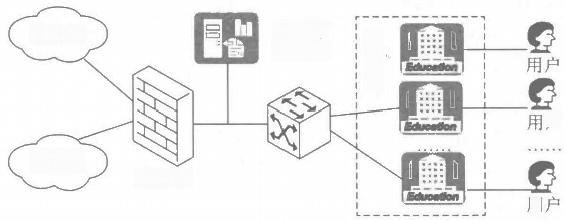 Education
用户
Education
用
Education
......
户